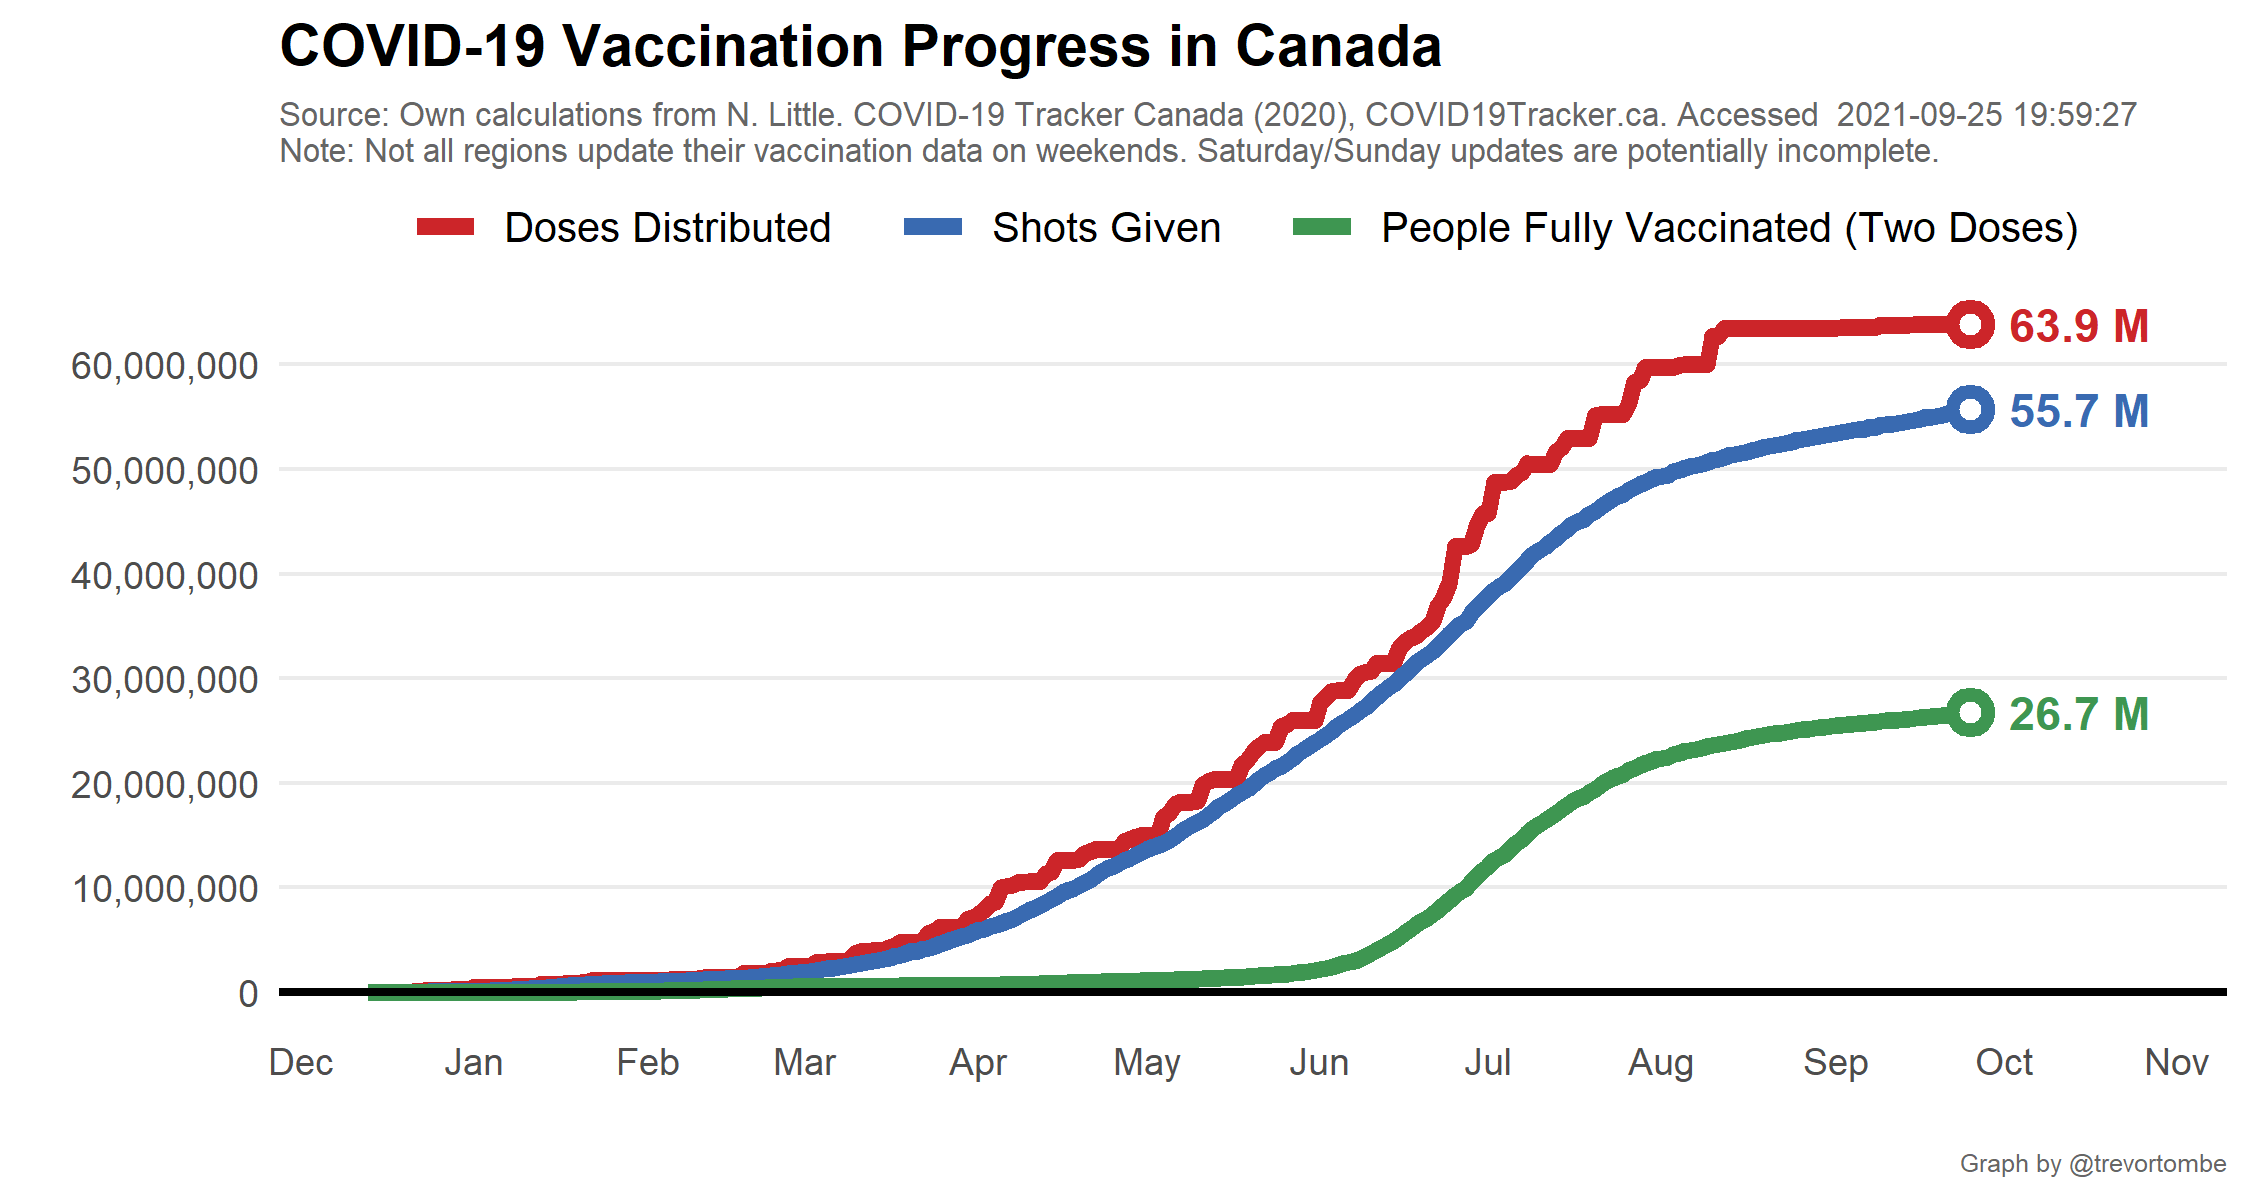 COVID-19 Vaccination Progress in Canada
Source: Own calculations from N. Little. COVID-19 Tracker Canada (2020), COVID19Tracker.ca. Accessed  2021-09-25 19:59:27
Note: Not all regions update their vaccination data on weekends. Saturday/Sunday updates are potentially incomplete.
Doses Distributed Shots Given People Fully Vaccinated (Two Doses)
63.9 M
60,000,000
55.7 M
50,000,000
40,000,000
30,000,000
26.7 M
20,000,000
10,000,000
0
Dec Jan Feb Mar Apr May Jun Jul Aug Sep Oct Nov
Graph by @trevortombe